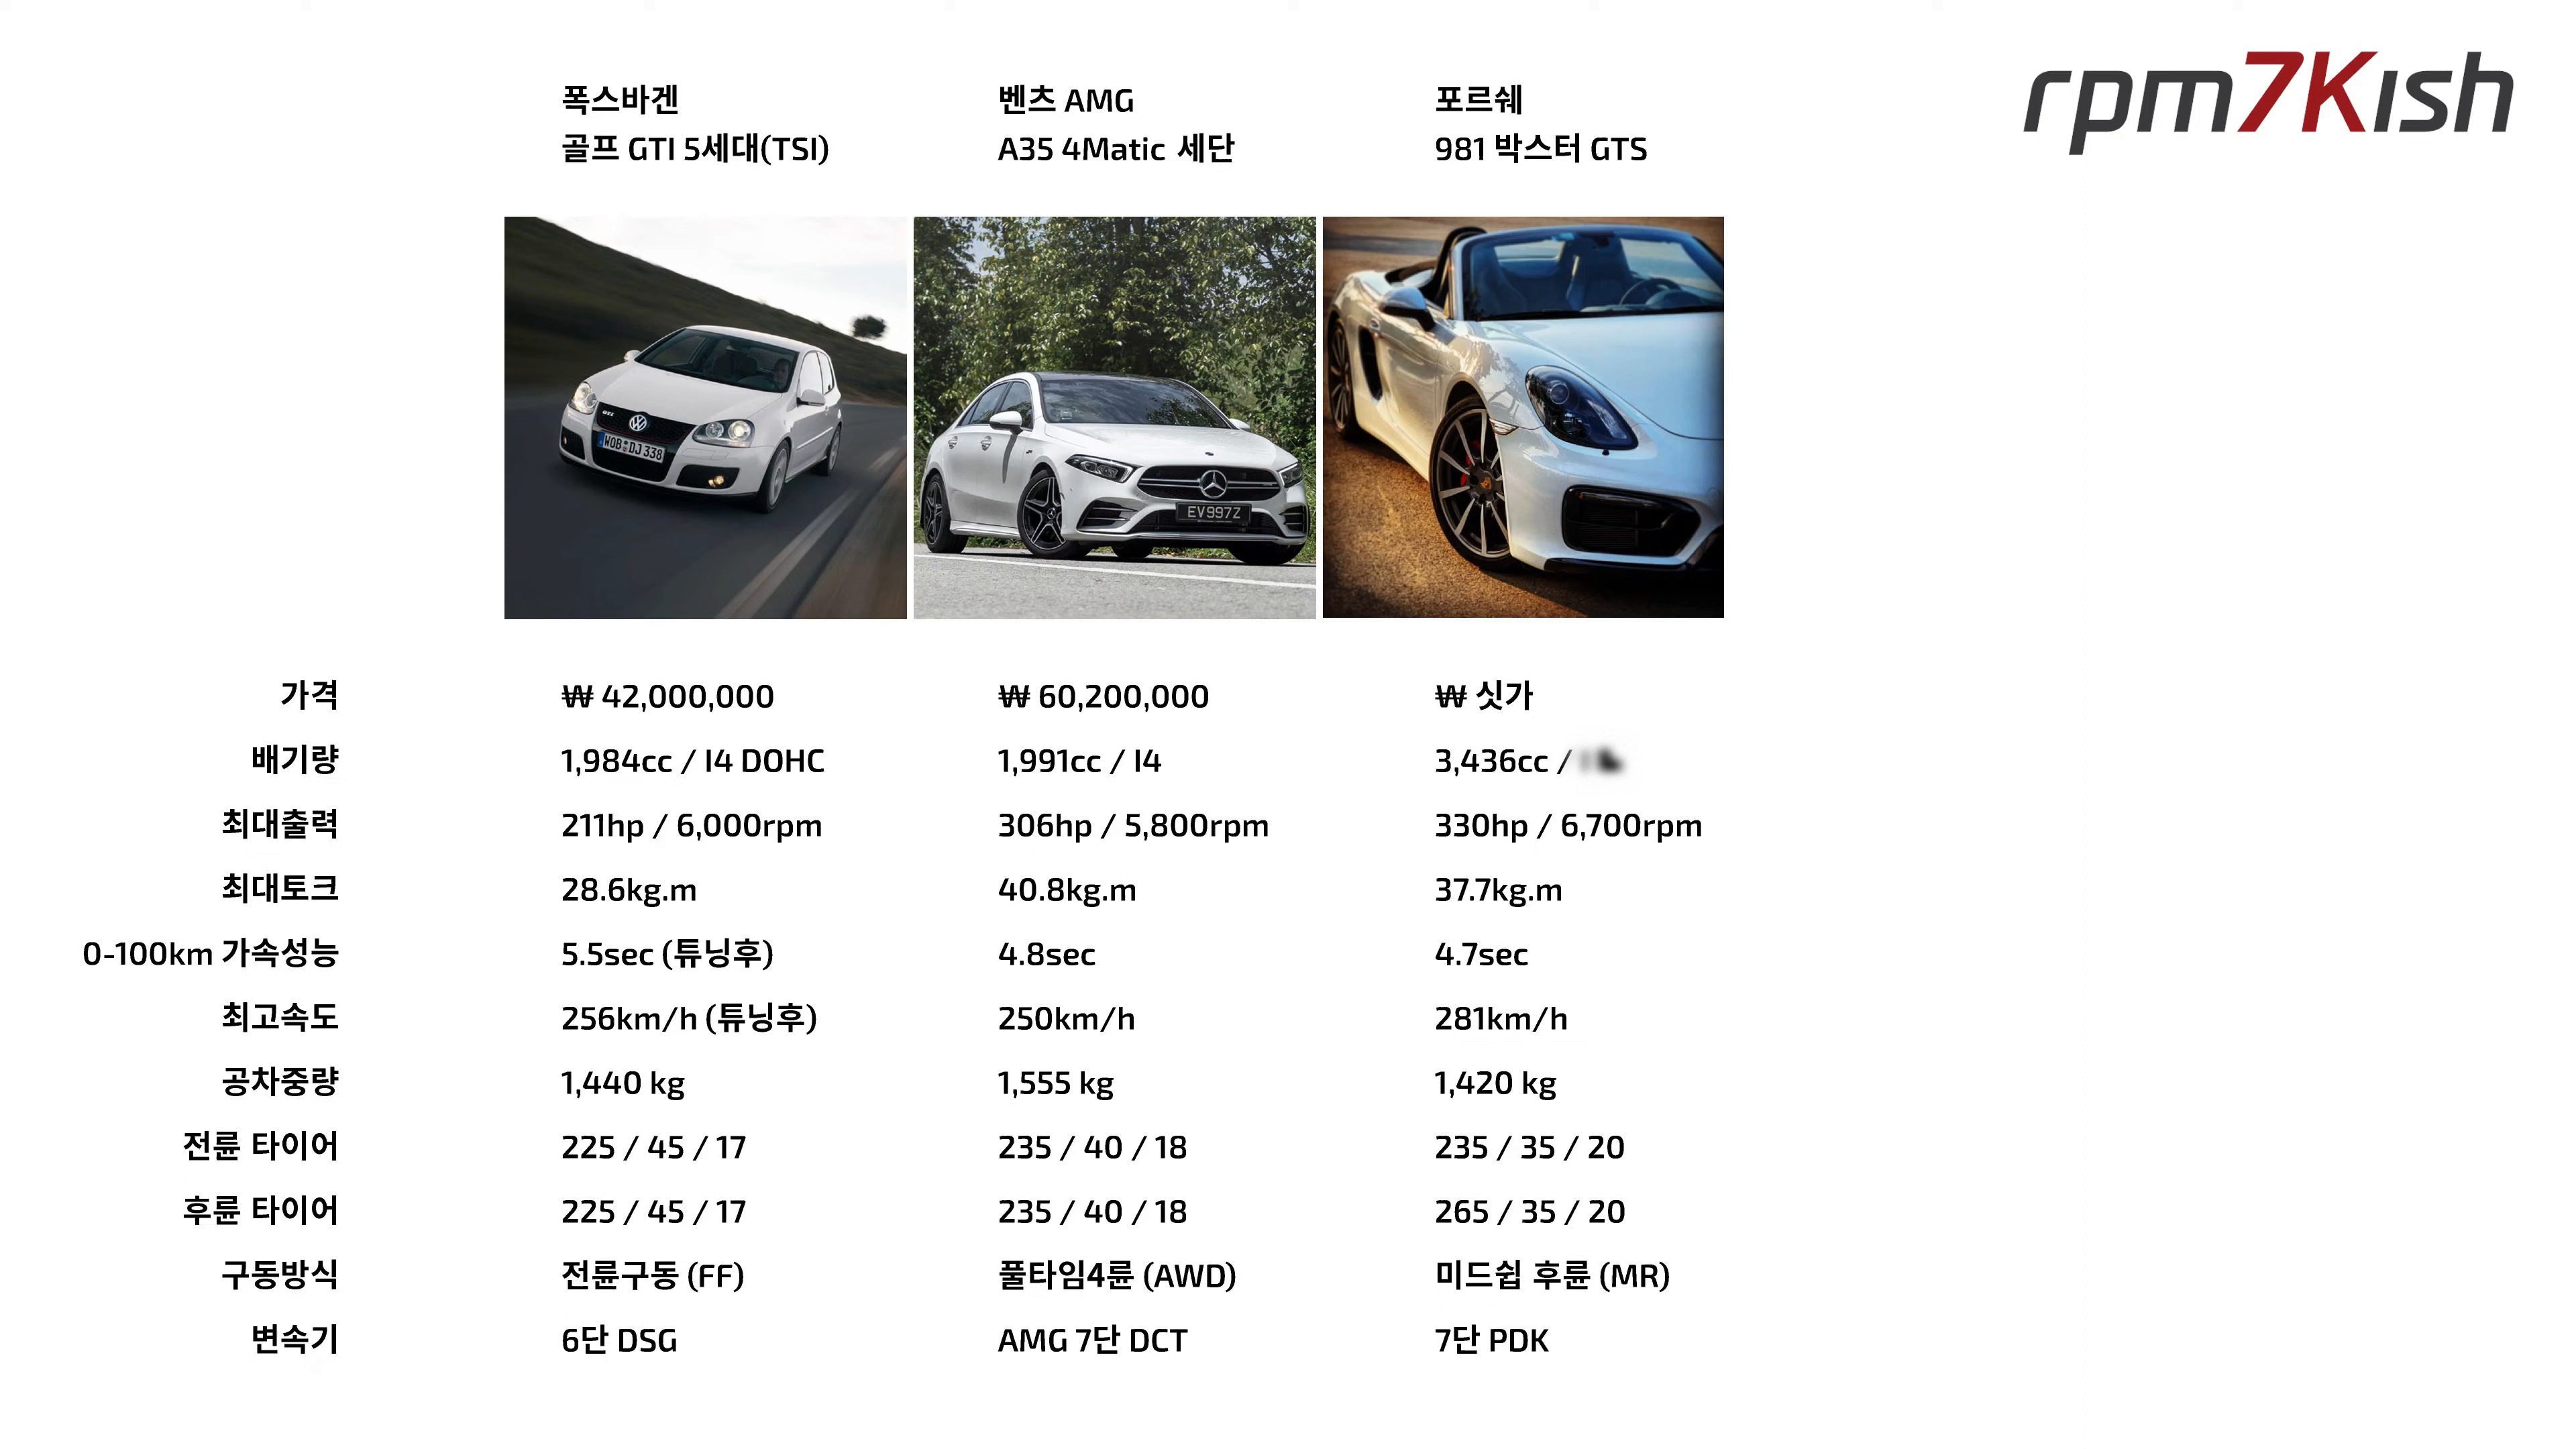 rpm7Kish
폭스바겐
골프 GTI 5세대(TSI)
벤츠 AMG
A35 4Matic 세단
포르쉐
981 박스터 GTS
GTI
WOB DJ 338
EV997Z
가격 ₩ 42,000,000 ₩ 60,200,000 ₩ 싯가
배기량 1,984cc / I4 DOHC 1,991cc / I4 3,436cc /
최대출력 211hp / 6,000rpm 306hp / 5,800rpm 330hp / 6,700rpm
최대토크 28.6kg.m 40.8kg.m 37.7kg.m
0-100km 가속성능 5.5sec (튜닝후) 4.8sec 4.7sec
최고속도 256km/h (튜닝후) 250km/h 281km/h
공차중량 1,440 kg 1,555 kg 1,420 kg
전륜 타이어 225 / 45 / 17 235 / 40 / 18 235 / 35 / 20
후륜 타이어 225 / 45 / 17 235 / 40 / 18 265 / 35 / 20
구동방식 전륜구동 (FF) 풀타임4륜 (AWD) 미드쉽 후륜 (MR)
변속기 6단 DSG AMG 7단 DCT 7단 PDK